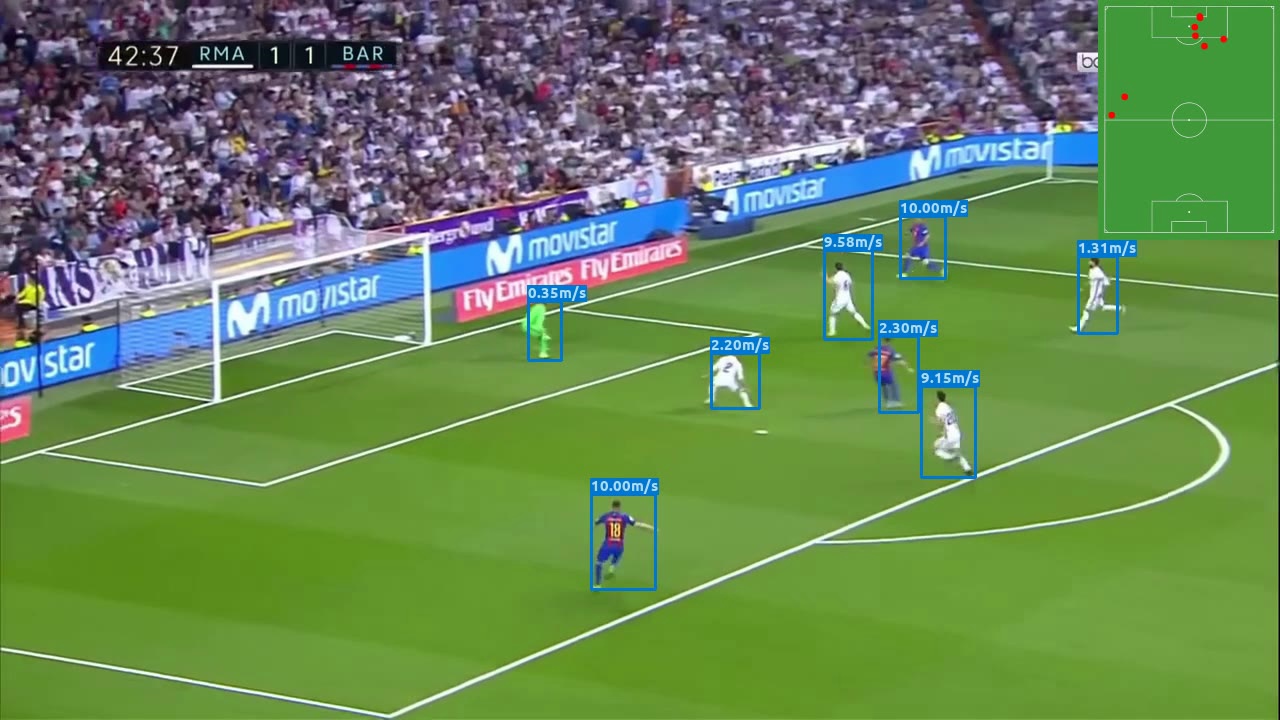 42:37 RMA 1 1 BAR
10.00m/s
9.58m/s
1.31m/s
0.35m/s
2.20m/s
2.30m/s
9.15m/s
10.00m/s
18
2
movistar
movistar
movistar
movistar
Fly Emirates Fly Emirates